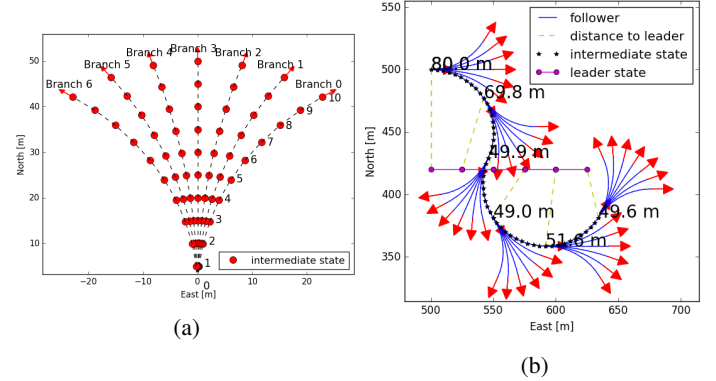 Branch 3
Branch 4
Branch 2
Branch 5
Branch 1
Branch 6
Branch 0
10
9
8
7
6
5
4
3
2
1
0
50
40
30
20
10
North [m]
−20
−10
0
10
20
East [m]
intermediate state
(a)
follower
distance to leader
intermediate state
leader state
80.0 m
69.8 m
49.9 m
49.0 m
51.6 m
49.6 m
550
500
450
400
350
North [m]
500
550
600
650
700
East [m]
(b)